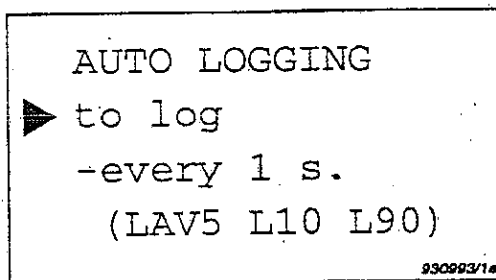 AUTO LOGGING
to log
-every 1 s.
(LAV5 L10 L90)
930993/1e